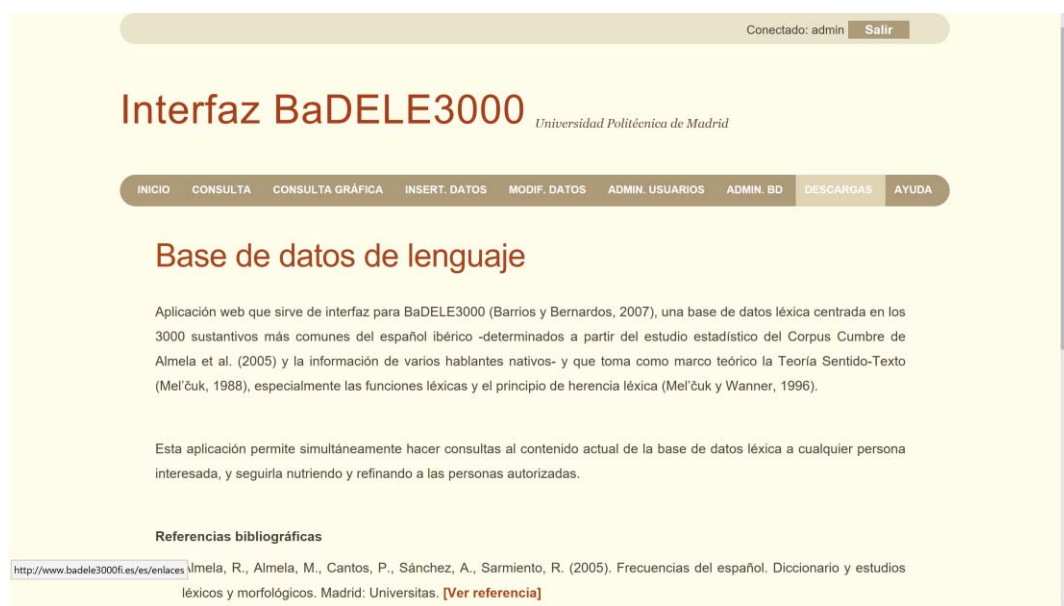 Conectado: admin Salir
Interfaz BaDELE3000 Universidad Politécnica de Madrid
INICIO CONSULTA CONSULTA GRÁFICA INSERT. DATOS MODIF. DATOS ADMIN. USUARIOS ADMIN. BD DESCARGAS AYUDA
Base de datos de lenguaje
Aplicación web que sirve de interfaz para BaDELE3000 (Barrios y Bernardos, 2007), una base de datos léxica centrada en los
3000 sustantivos más comunes del español ibérico -determinados a partir del estudio estadístico del Corpus Cumbre de
Almela et al. (2005) y la información de varios hablantes nativos- y que toma como marco teórico la Teoría Sentido-Texto
(Mel’čuk, 1988), especialmente las funciones léxicas y el principio de herencia léxica (Mel’čuk y Wanner, 1996).
Esta aplicación permite simultáneamente hacer consultas al contenido actual de la base de datos léxica a cualquier persona
interesada, y seguirla nutriendo y refinando a las personas autorizadas.
Referencias bibliográficas
Almela, R., Almela, M., Cantos, P., Sánchez, A., Sarmiento, R. (2005). Frecuencias del español. Diccionario y estudios
léxicos y morfológicos. Madrid: Universitas. [Ver referencia]
http://www.badele3000fi.es/es/enlaces